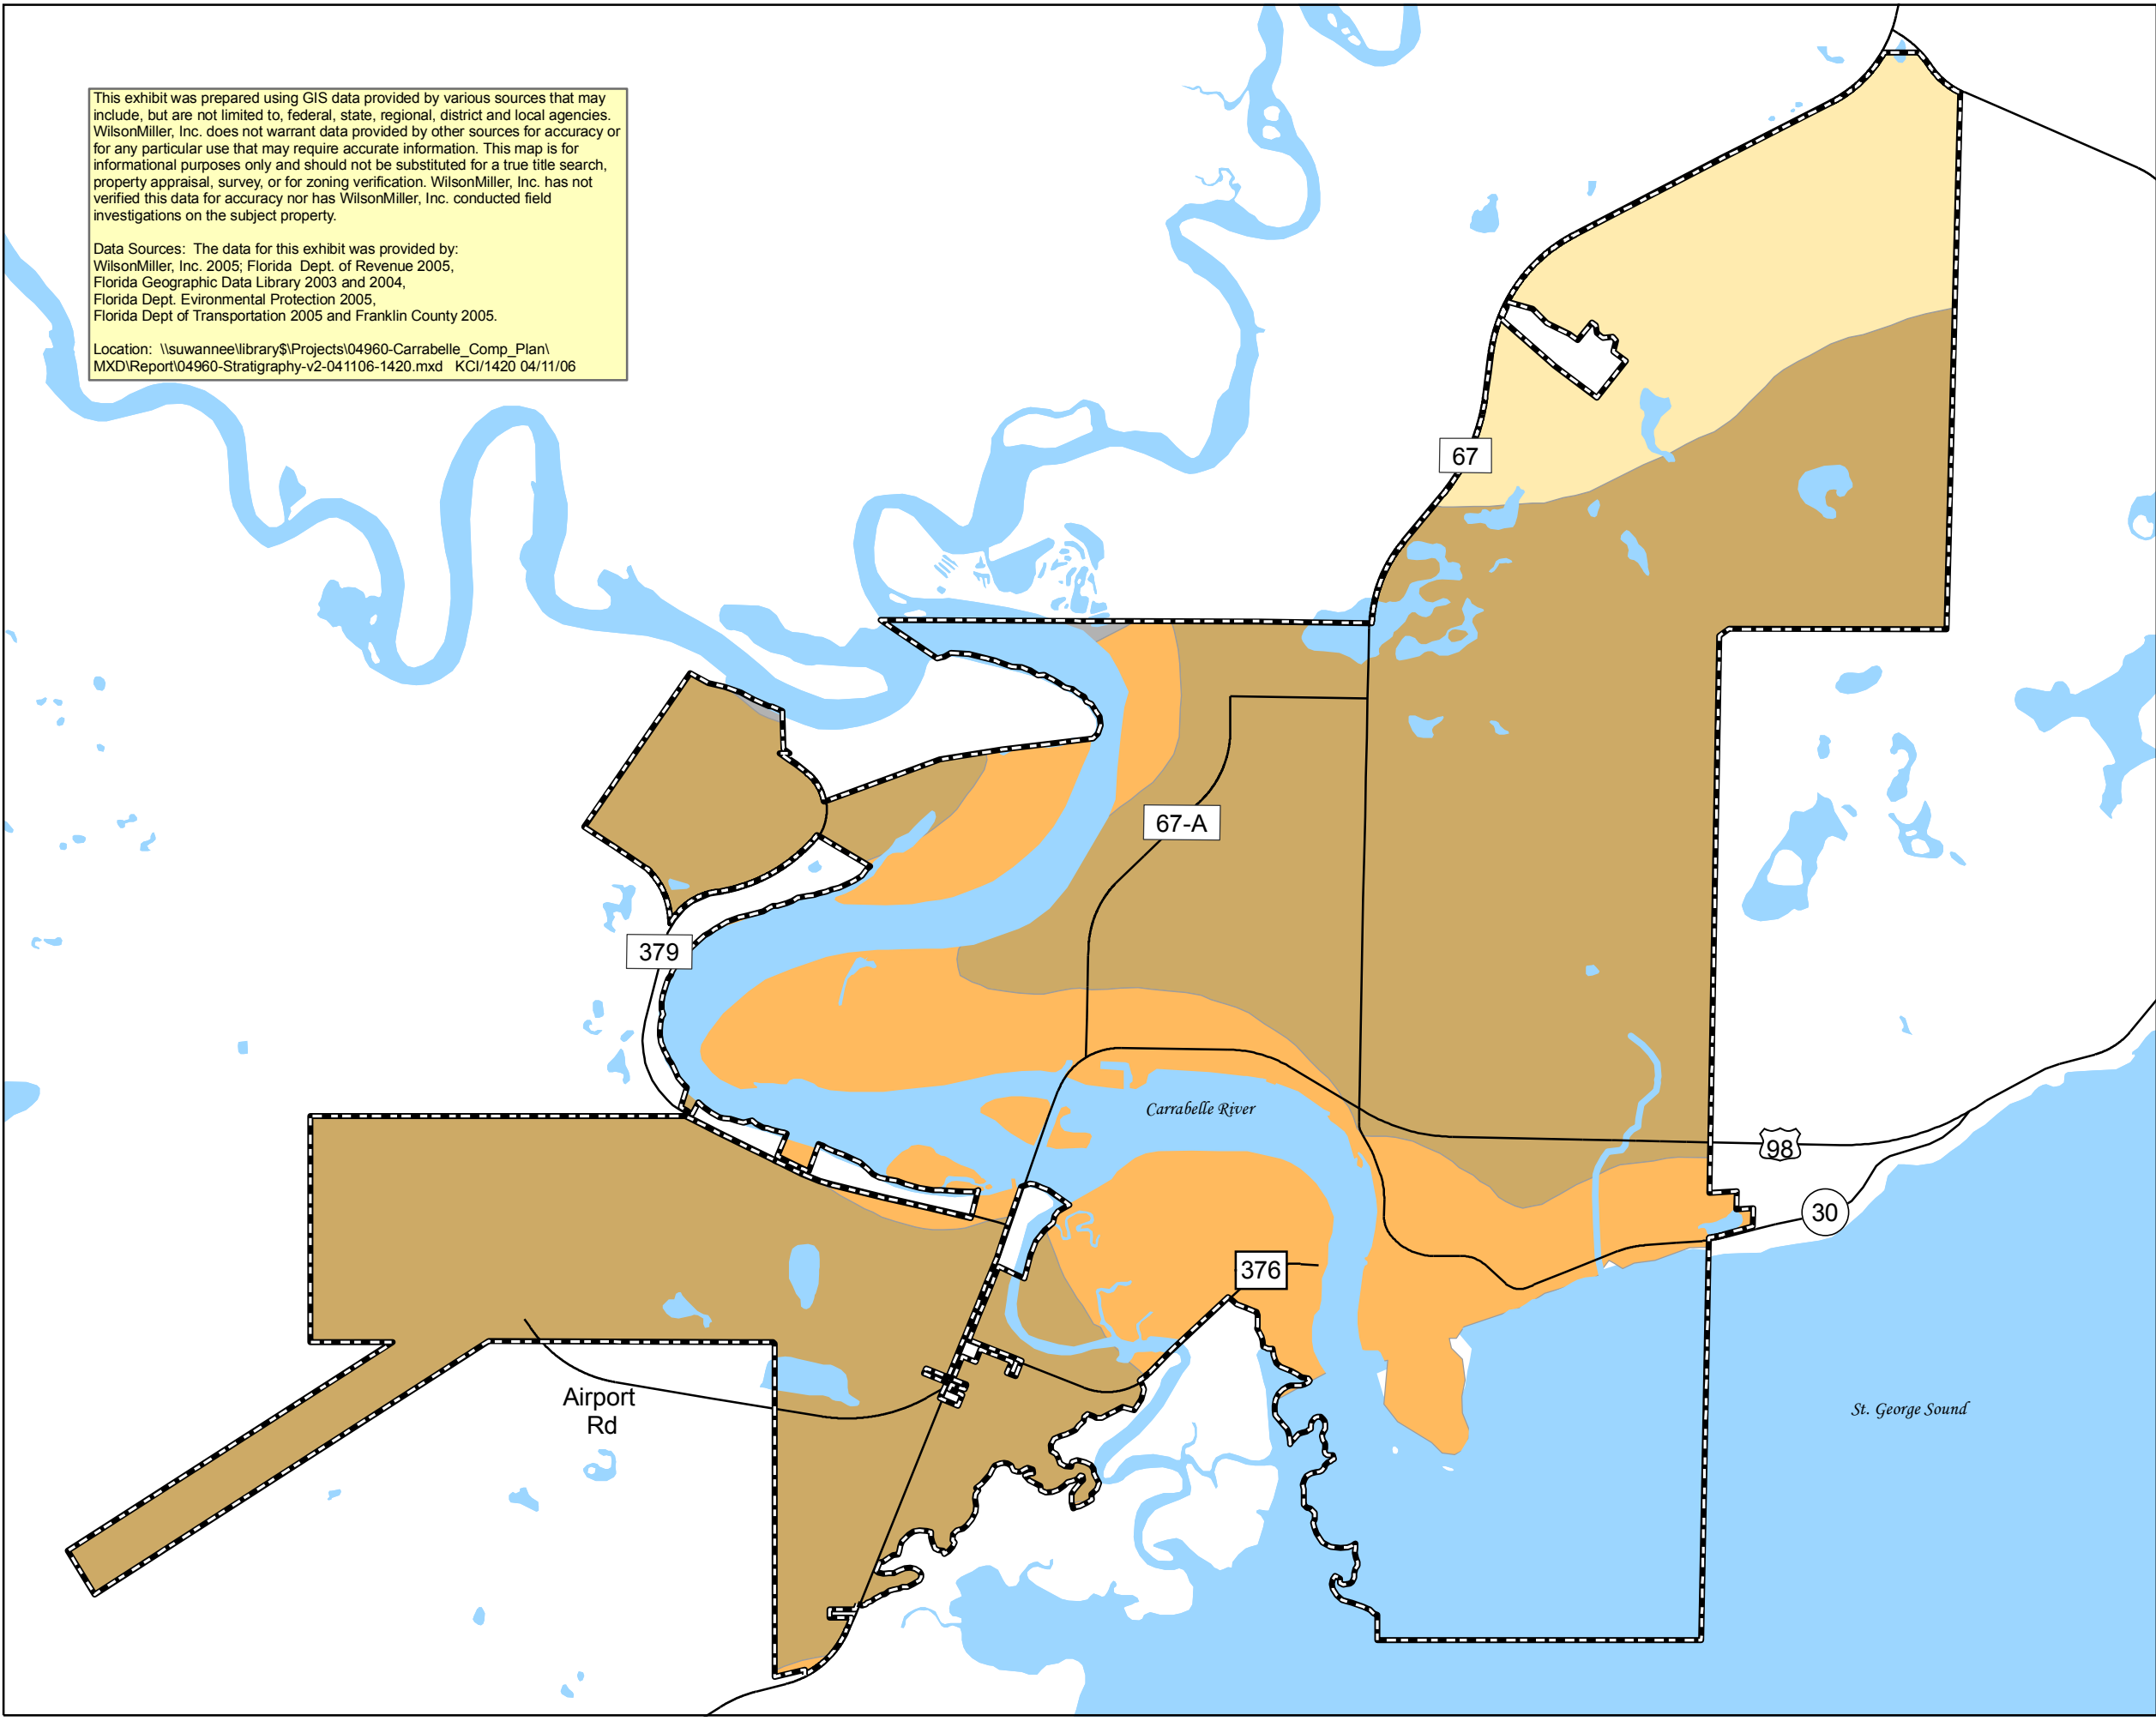 This exhibit was prepared using GIS data provided by various sources that may
include, but are not limited to, federal, state, regional, district and local agencies.
WilsonMiller, Inc. does not warrant data provided by other sources for accuracy or
for any particular use that may require accurate information. This map is for
informational purposes only and should not be substituted for a true title search,
property appraisal, survey, or for zoning verification. WilsonMiller, Inc. has not
verified this data for accuracy nor has WilsonMiller, Inc. conducted field
investigations on the subject property.
Data Sources: The data for this exhibit was provided by:
WilsonMiller, Inc. 2005; Florida Dept. of Revenue 2005,
Florida Geographic Data Library 2003 and 2004,
Florida Dept. Evironmental Protection 2005,
Florida Dept of Transportation 2005 and Franklin County 2005.
Location: \\suwannee\library$\Projects\04960-Carrabelle_Comp_Plan\
MXD\Report\04960-Stratigraphy-v2-041106-1420.mxd KCI/1420 04/11/06
67
67-A
379
Carrabelle River
98
30
376
Airport
Rd
St. George Sound